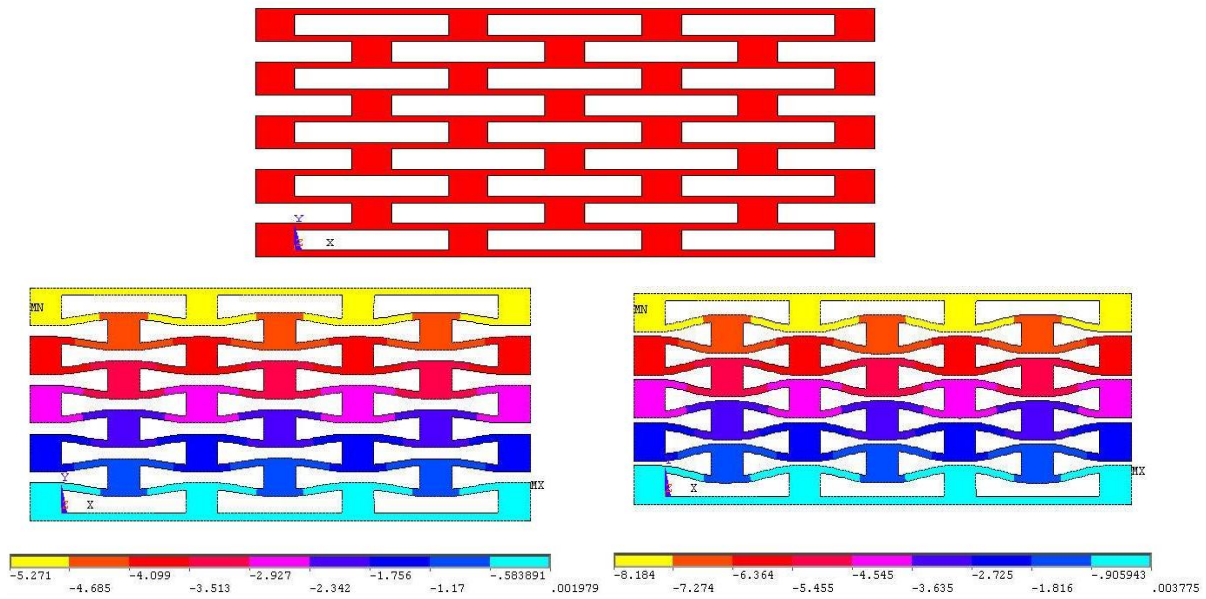 Y
Z X
MN
MX
Y
Z X
MN
MX
Z X
-5.271 -4.099 -2.927 -1.756 -.583891
-4.685 -3.513 -2.342 -1.17 .001979
-8.184 -6.364 -4.545 -2.725 -.905943
-7.274 -5.455 -3.635 -1.816 .003775